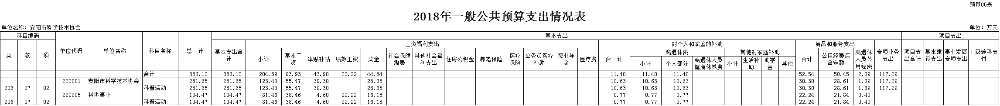 预算05表
2018年一般公共预算支出情况表
单位名称：安阳市科学技术协会 单位：万元
科目编码 单位代码 单位名称 科目名称 总 计 基本支出 项目支出
类 款 项 基本支出合计 工资福利支出 对个人和家庭的补助 商品和服务支出 专项业务支出 项目支出合计 基本建设支出 事业发展专项支出 上级转移支付
小计 基本工资 津贴补贴 绩效工资 奖金 社会保障缴费 其他社会福利支出 住房公积金 养老保险 医疗保险 公务员医疗补助 职业年金 医疗费 合 计 离退休费 其他对家庭补助 合计 公用经费综合定额 离退休人员公用经费
小计 个人部分 离退休人员健康休养费 小计 生活补助 助学金 其他
合计 386.12 386.12 204.89 93.93 43.90 22.22 44.84 11.40 11.40 11.40 52.54 50.45 2.09 117.29
222001 安阳市科学技术协会 281.65 281.65 123.43 55.47 39.30 28.65 10.63 10.63 10.63 30.30 28.61 1.69 117.29
206 07 02 科普活动 281.65 281.65 123.43 55.47 39.30 28.65 10.63 10.63 10.63 30.30 28.61 1.69 117.29
222005 科协事业 104.47 104.47 81.46 38.46 4.60 22.22 16.18 0.77 0.77 0.77 22.24 21.84 0.40
206 07 02 科普活动 104.47 104.47 81.46 38.46 4.60 22.22 16.18 0.77 0.77 0.77 22.24 21.84 0.40